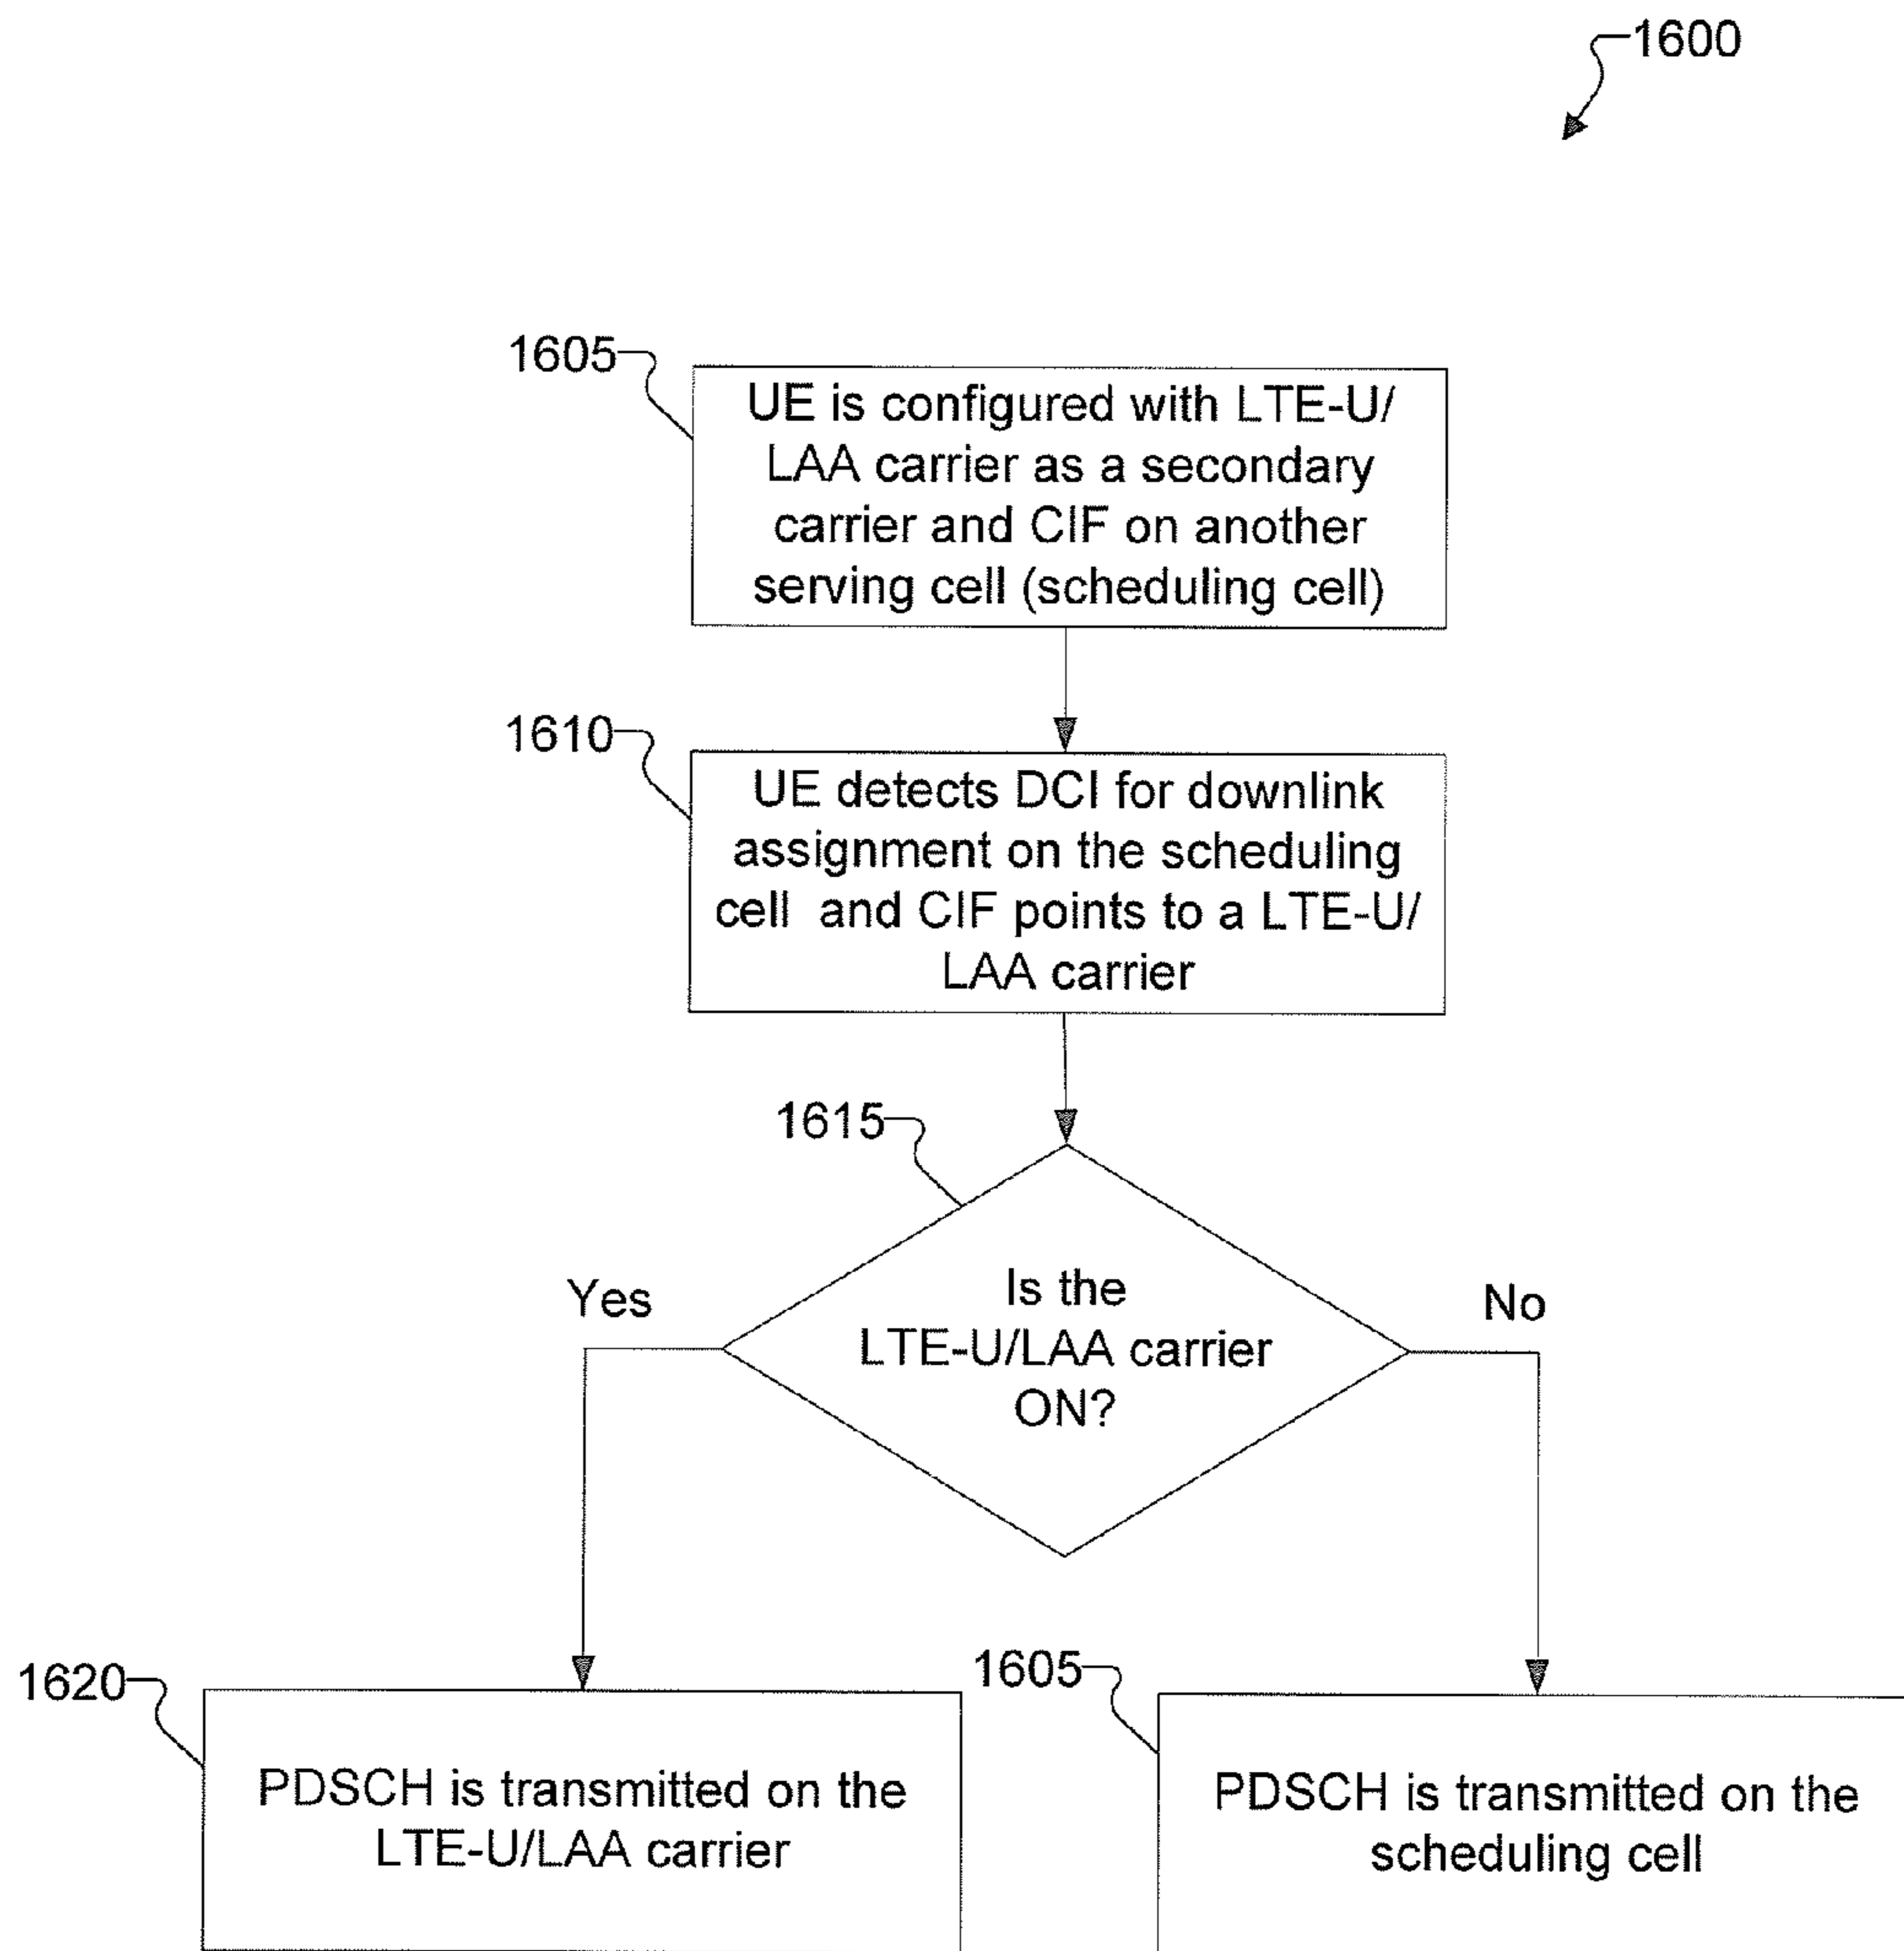 1600
1605
UE is configured with LTE-U/
LAA carrier as a secondary
carrier and CIF on another
serving cell (scheduling cell)
1610
UE detects DCI for downlink
assignment on the scheduling
cell and CIF points to a LTE-U/
LAA carrier
1615
Is the
LTE-U/LAA carrier
ON?
Yes
No
1620
PDSCH is transmitted on the
LTE-U/LAA carrier
1605
PDSCH is transmitted on the
scheduling cell